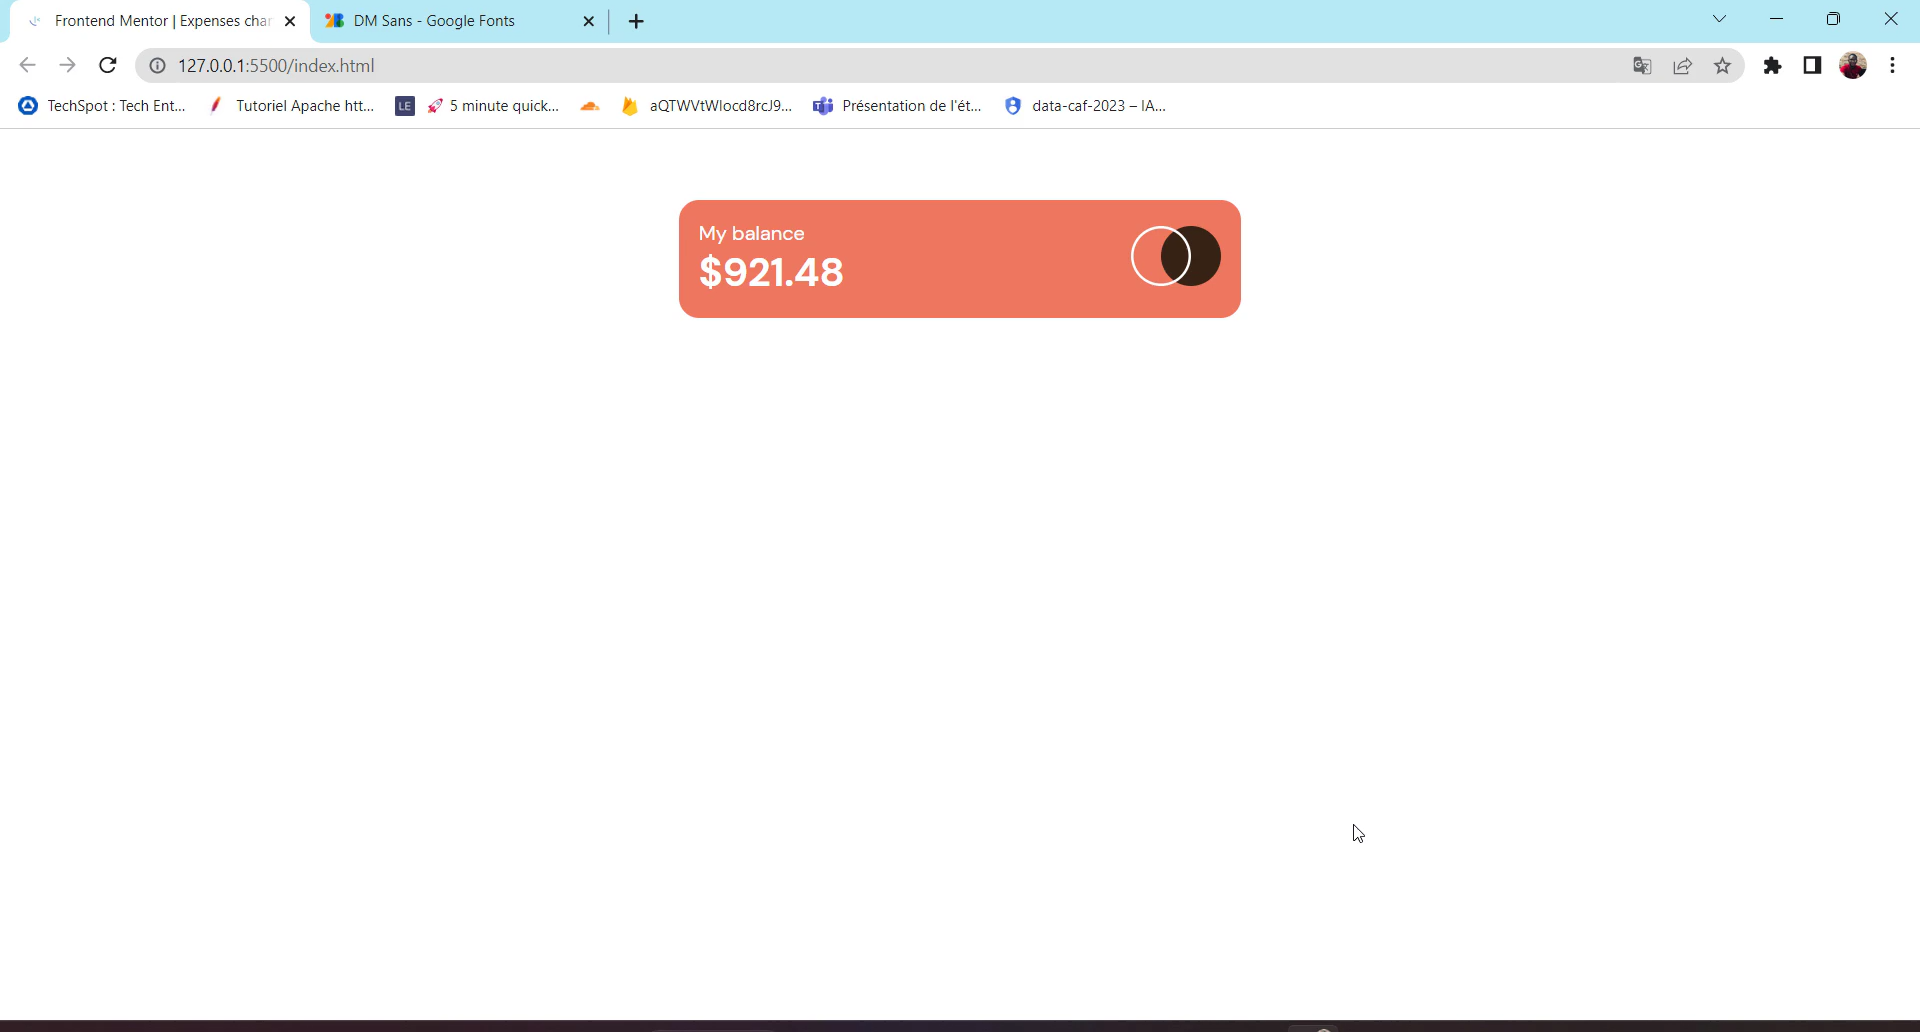 Frontend Mentor | Expenses char
DM Sans - Google Fonts
127.0.0.1:5500/index.html
TechSpot : Tech Ent...
Tutoriel Apache htt...
LE
5 minute quick...
aQTWVtWlocd8rcJ9...
Présentation de l'ét...
data-caf-2023 – IA...
My balance
$921.48